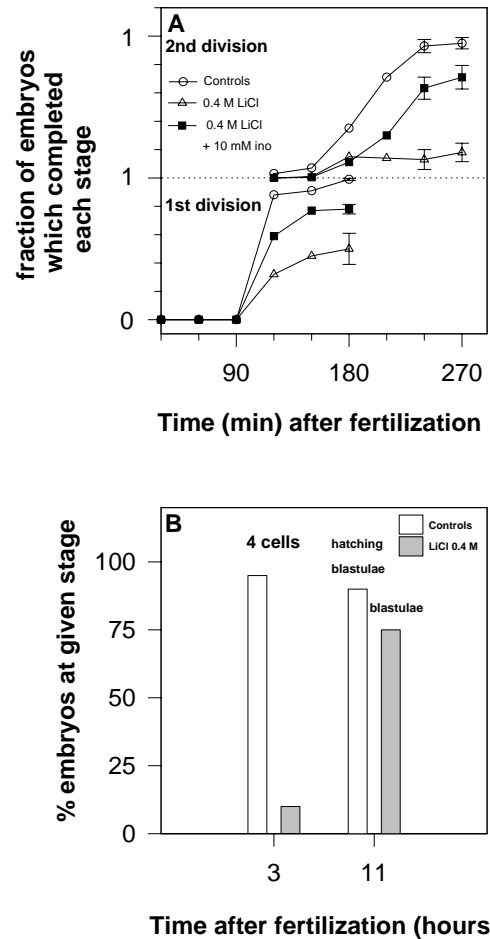 A
2nd division
Controls
0.4 M LiCl
0.4 M LiCl
+ 10 mM ino
1st division
1
1
0
fraction of embryos
which completed
each stage
90 180 270
Time (min) after fertilization
B
4 cells
hatching
blastulae
blastulae
Controls
LiCl 0.4 M
100
75
50
25
0
% embryos at given stage
3 11
Time after fertilization (hours